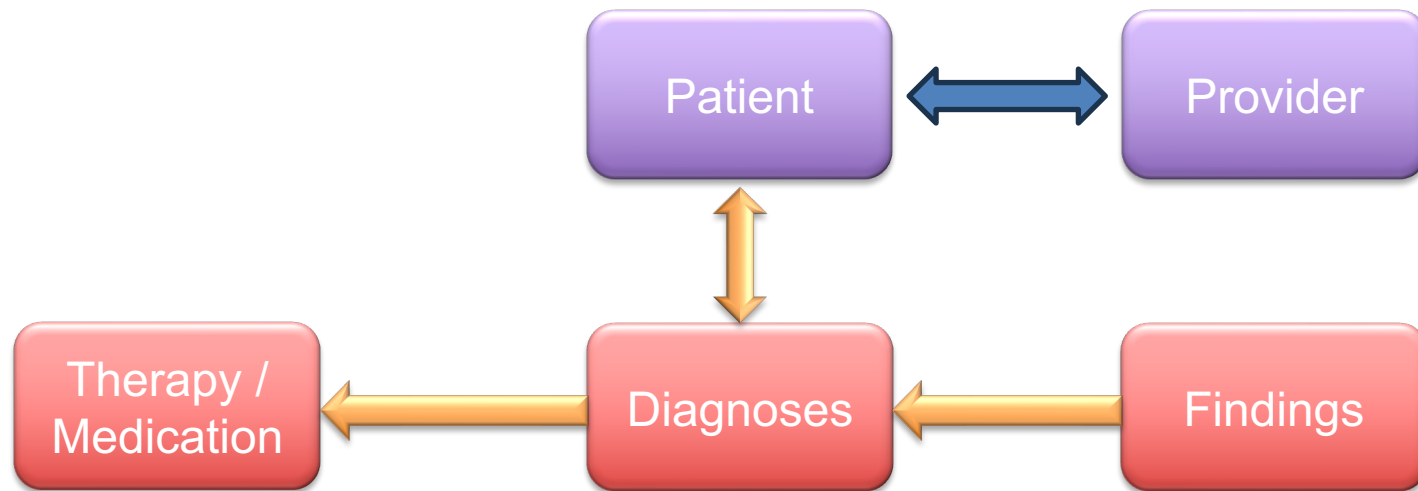 Patient
Provider
Therapy /
Medication
Diagnoses
Findings